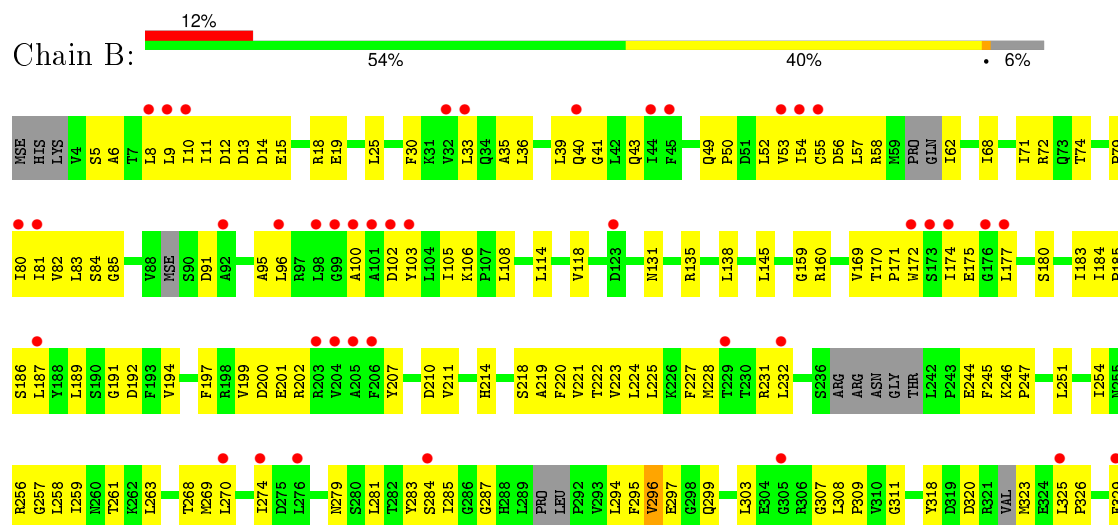 12%
Chain B:
54% 40% • 6%
MSE HIS LYS V4 S5 A6 T7 L8 L9 I10 I11 D12 D13 D14 E15 R18 E19 L25 F30 K31 V32 L33 Q34 A35 L36 L39 Q40 G41 L42 Q43 I44 F45 Q49 P50 D51 L52 V53 I54 C55 D56 L57 R58 M59 PRO GLN I62 I68 I71 R72 Q73 T74
I80 I81 V82 L83 S84 G85 V88 MSE S90 D91 A92 A95 L96 R97 L98 G99 A100 A101 D102 Y103 L104 I105 K106 P107 L108 L114 V118 D123 N131 R135 L138 L145 G159 R160 V169 T170 P171 W172 S173 I174 E175 G176 L177 S180 I183 I184
S186 L187 Y188 L189 S190 G191 D192 F193 V194 F197 R198 V199 D200 E201 R202 R203 V204 A205 F206 Y207 D210 V211 H214 S218 A219 F220 V221 T222 V223 L224 L225 K226 F227 M228 T229 T230 R231 L232 S236 ARG ARG ASN GLY THR L242 P243 E244 F245 K246 P247 L251 I254
R256 G257 L258 I259 N260 T261 K262 L263 T268 M269 L270 I274 D275 L276 N279 S280 L281 T282 Y283 S284 I285 G286 G287 H288 L289 PRO LEU P292 V293 L294 F295 V296 E297 G298 Q299 L303 E304 G305 R306 G307 L308 P309 V310 G311 Y318 D319 D320 R321 VAL M323 E324 L325 P326